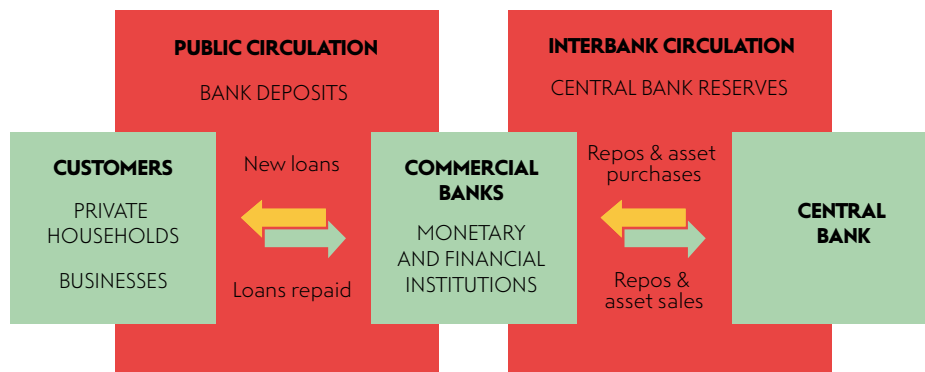 PUBLIC CIRCULATION
BANK DEPOSITS
INTERBANK CIRCULATION
CENTRAL BANK RESERVES
CUSTOMERS
PRIVATE
HOUSEHOLDS
BUSINESSES
New loans
Loans repaid
COMMERCIAL
BANKS
MONETARY
AND FINANCIAL
INSTITUTIONS
Repos & asset
purchases
Repos &
asset sales
CENTRAL
BANK